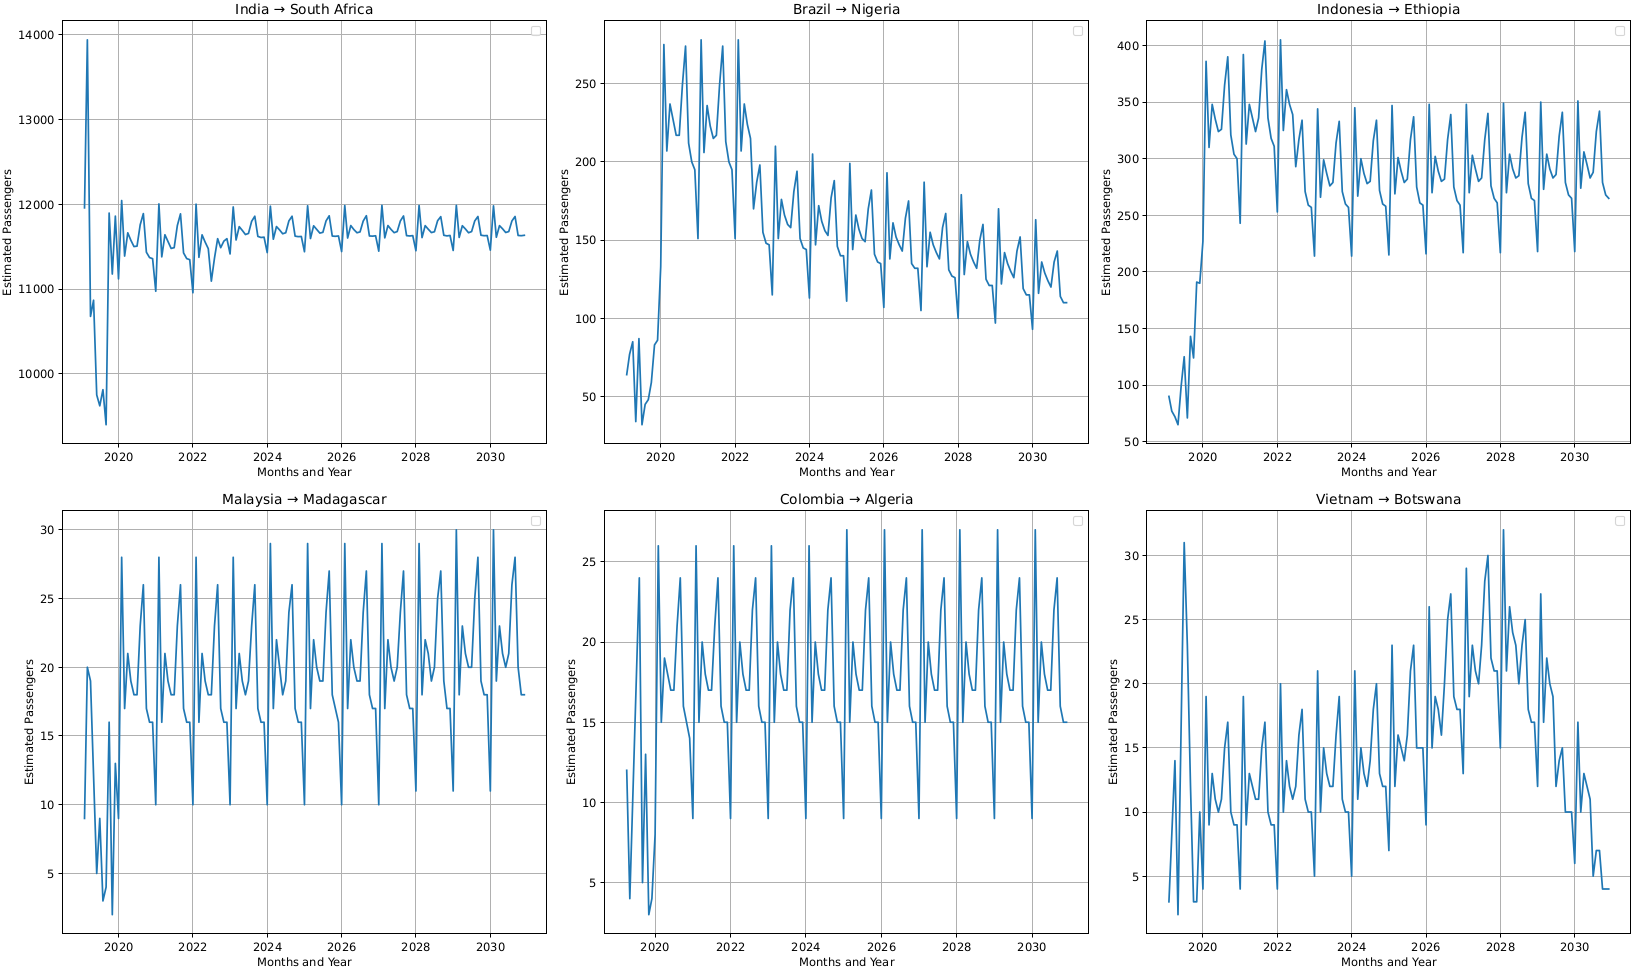 India → South Africa
Estimated Passengers
14000
13000
12000
11000
10000
2020 2022 2024 2026 2028 2030
Months and Year
Brazil → Nigeria
Estimated Passengers
250
200
150
100
50
2020 2022 2024 2026 2028 2030
Months and Year
Indonesia → Ethiopia
Estimated Passengers
400
350
300
250
200
150
100
50
2020 2022 2024 2026 2028 2030
Months and Year
Malaysia → Madagascar
Estimated Passengers
30
25
20
15
10
5
2020 2022 2024 2026 2028 2030
Months and Year
Colombia → Algeria
Estimated Passengers
25
20
15
10
5
2020 2022 2024 2026 2028 2030
Months and Year
Vietnam → Botswana
Estimated Passengers
30
25
20
15
10
5
2020 2022 2024 2026 2028 2030
Months and Year